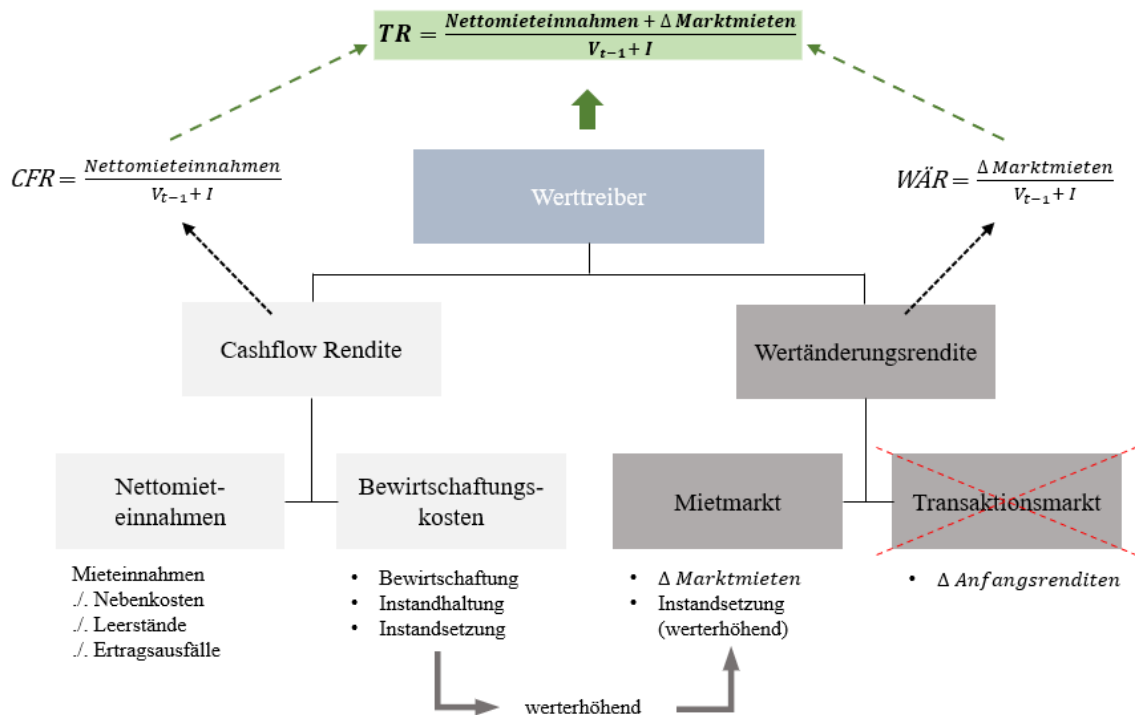 TR = (Nettomieteinnahmen + Δ Marktmieten) / (V_{t−1} + I)
CFR = Nettomieteinnahmen / (V_{t−1} + I)
Werttreiber
WÄR = Δ Marktmieten / (V_{t−1} + I)
Cashflow Rendite
Wertänderungsrendite
Nettomiet-
einnahmen
Bewirtschaftungs-
kosten
Mietmarkt
Transaktionsmarkt
Mieteinnahmen
./. Nebenkosten
./. Leerstände
./. Ertragsausfälle
• Bewirtschaftung
• Instandhaltung
• Instandsetzung
• Δ Marktmieten
• Instandsetzung
(werterhöhend)
• Δ Anfangsrenditen
werterhöhend